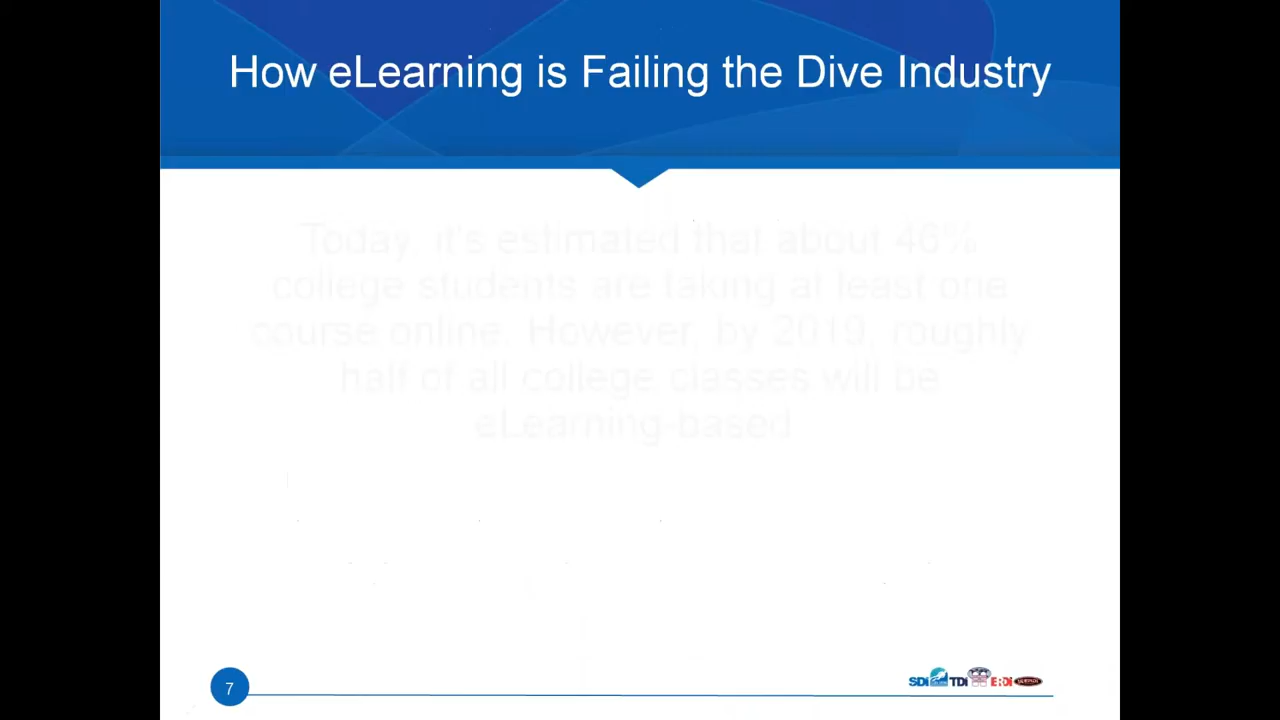 How eLearning is Failing the Dive Industry
Today, it's estimated that about 46%
college students are taking at least one
course online. However, by 2019, roughly
half of all college classes will be
eLearning-based
7
SDI TDI ERDI